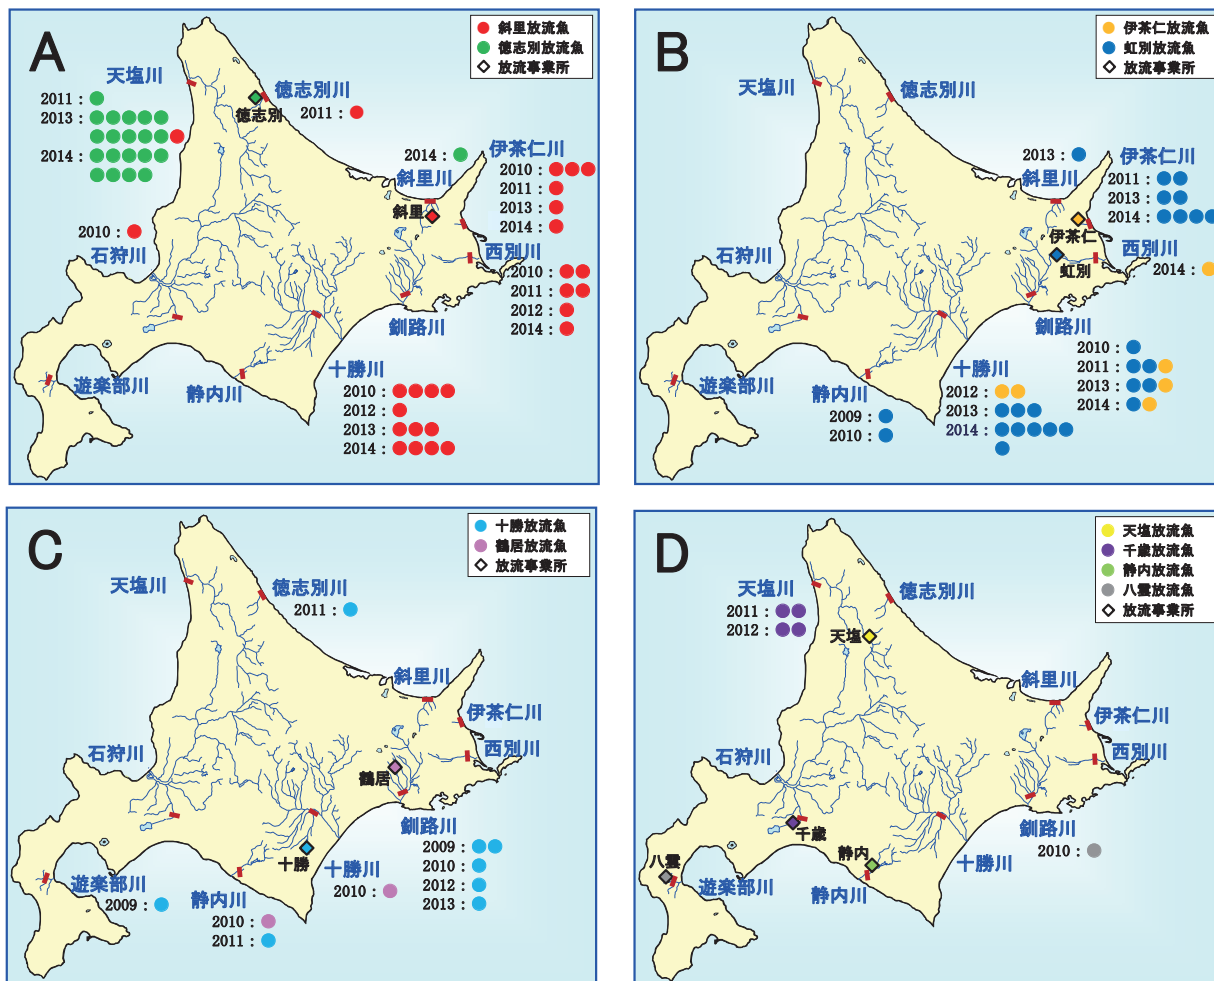 A
斜里放流魚
徳志別放流魚
放流事業所
天塩川
2011：
2013：
2014：
徳志別川
徳志別
2011：
2014：
伊茶仁川
2010：
2011：
2013：
2014：
斜里川
斜里
2010：
石狩川
西別川
2010：
2011：
2012：
2014：
釧路川
十勝川
2010：
2012：
2013：
2014：
静内川
遊楽部川
B
伊茶仁放流魚
虹別放流魚
放流事業所
天塩川
徳志別川
2013：
斜里川
伊茶仁川
2011：
2013：
2014：
伊茶仁
虹別
西別川
2014：
石狩川
釧路川
2010：
2011：
2013：
2014：
十勝川
2012：
2013：
2014：
静内川
2009：
2010：
遊楽部川
C
十勝放流魚
鶴居放流魚
放流事業所
天塩川
徳志別川
2011：
斜里川
伊茶仁川
西別川
石狩川
鶴居
釧路川
2009：
2010：
2012：
2013：
十勝
十勝川
2010：
遊楽部川
2009：
静内川
2010：
2011：
D
天塩放流魚
千歳放流魚
静内放流魚
八雲放流魚
放流事業所
天塩川
2011：
2012：
徳志別川
天塩
斜里川
伊茶仁川
西別川
石狩川
千歳
釧路川
2010：
静内
十勝川
八雲
遊楽部川
静内川